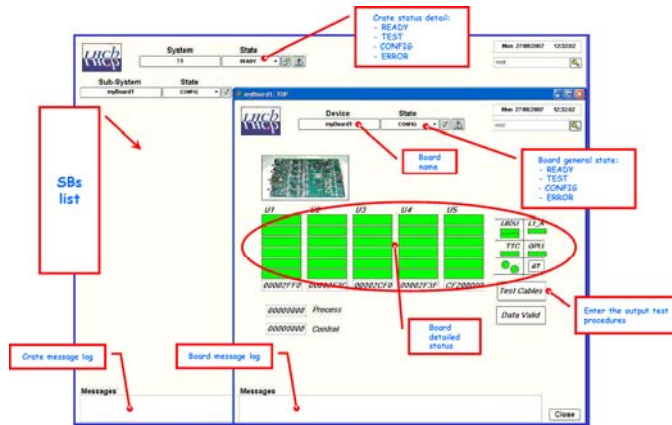 Crate status detail:
- READY
- TEST
- CONFIG
- ERROR
LHCb
System
State
11
READY
Mon 27/08/2007 12:32:02
root
Sub-System
State
myBoard1
CONFIG
myBoard1: TOP
LHCb
Device
State
myBoard1
CONFIG
Mon 27/08/2007 12:32:02
root
Board
name
Board general state:
- READY
- TEST
- CONFIG
- ERROR
SBs
list
U1 U2 U3 U4 U5
TTC QPLL
00002FF0 00002CF0 00002F3F
Test Cables
Enter the output test
procedures
00000000 Process
Data Valid
00000000 Control
Board
detailed
status
Crate message log
Board message log
Messages
Messages
Close